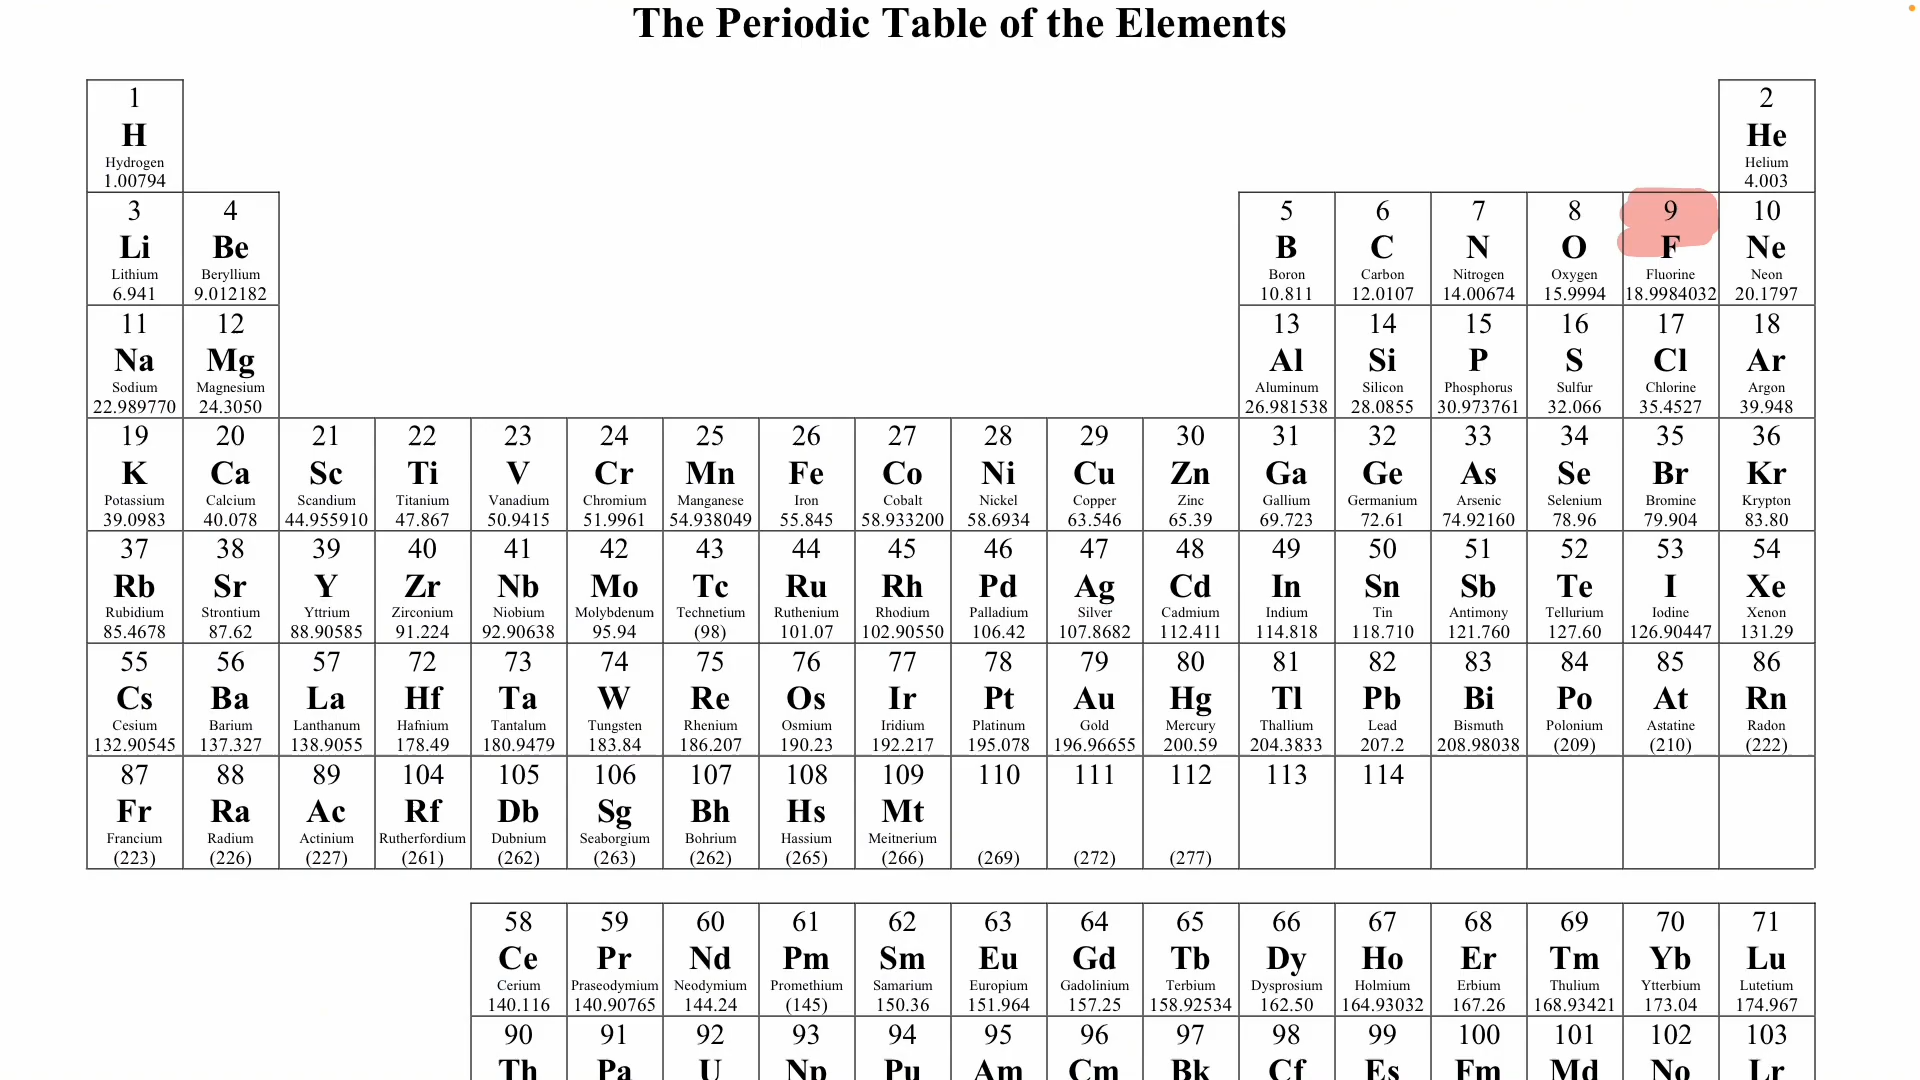 The Periodic Table of the Elements
1 2
H He
Hydrogen Helium
1.00794 4.003
3 4 5 6 7 8 9 10
Li Be B C N O F Ne
Lithium Beryllium Boron Carbon Nitrogen Oxygen Fluorine Neon
6.941 9.012182 10.811 12.0107 14.00674 15.9994 18.9984032 20.1797
11 12 13 14 15 16 17 18
Na Mg Al Si P S Cl Ar
Sodium Magnesium Aluminum Silicon Phosphorus Sulfur Chlorine Argon
22.989770 24.3050 26.981538 28.0855 30.973761 32.066 35.4527 39.948
19 20 21 22 23 24 25 26 27 28 29 30 31 32 33 34 35 36
K Ca Sc Ti V Cr Mn Fe Co Ni Cu Zn Ga Ge As Se Br Kr
Potassium Calcium Scandium Titanium Vanadium Chromium Manganese Iron Cobalt Nickel Copper Zinc Gallium Germanium Arsenic Selenium Bromine Krypton
39.0983 40.078 44.955910 47.867 50.9415 51.9961 54.938049 55.845 58.933200 58.6934 63.546 65.39 69.723 72.61 74.92160 78.96 79.904 83.80
37 38 39 40 41 42 43 44 45 46 47 48 49 50 51 52 53 54
Rb Sr Y Zr Nb Mo Tc Ru Rh Pd Ag Cd In Sn Sb Te I Xe
Rubidium Strontium Yttrium Zirconium Niobium Molybdenum Technetium Ruthenium Rhodium Palladium Silver Cadmium Indium Tin Antimony Tellurium Iodine Xenon
85.4678 87.62 88.90585 91.224 92.90638 95.94 (98) 101.07 102.90550 106.42 107.8682 112.411 114.818 118.710 121.760 127.60 126.90447 131.29
55 56 57 72 73 74 75 76 77 78 79 80 81 82 83 84 85 86
Cs Ba La Hf Ta W Re Os Ir Pt Au Hg Tl Pb Bi Po At Rn
Cesium Barium Lanthanum Hafnium Tantalum Tungsten Rhenium Osmium Iridium Platinum Gold Mercury Thallium Lead Bismuth Polonium Astatine Radon
132.90545 137.327 138.9055 178.49 180.9479 183.84 186.207 190.23 192.217 195.078 196.96655 200.59 204.3833 207.2 208.98038 (209) (210) (222)
87 88 89 104 105 106 107 108 109 110 111 112 113 114
Fr Ra Ac Rf Db Sg Bh Hs Mt
Francium Radium Actinium Rutherfordium Dubnium Seaborgium Bohrium Hassium Meitnerium
(223) (226) (227) (261) (262) (263) (262) (265) (266) (269) (272) (277)
58 59 60 61 62 63 64 65 66 67 68 69 70 71
Ce Pr Nd Pm Sm Eu Gd Tb Dy Ho Er Tm Yb Lu
Cerium Praseodymium Neodymium Promethium Samarium Europium Gadolinium Terbium Dysprosium Holmium Erbium Thulium Ytterbium Lutetium
140.116 140.90765 144.24 (145) 150.36 151.964 157.25 158.92534 162.50 164.93032 167.26 168.93421 173.04 174.967
90 91 92 93 94 95 96 97 98 99 100 101 102 103
Th Pa U Np Pu Am Cm Bk Cf Es Fm Md No Lr